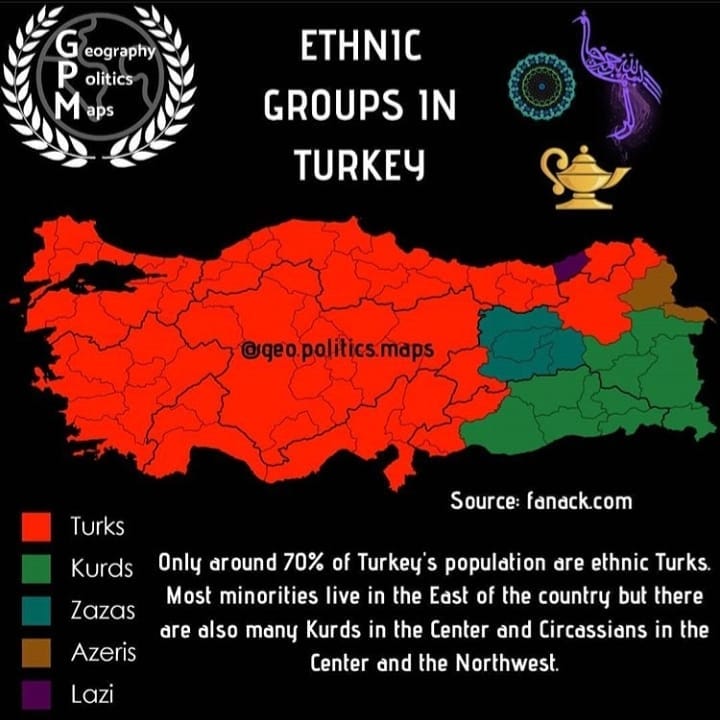 Geography
Politics
Maps
ETHNIC
GROUPS IN
TURKEY
@geo.politics.maps
Source: fanack.com
Turks
Kurds
Zazas
Azeris
Lazi
Only around 70% of Turkey's population are ethnic Turks.
Most minorities live in the East of the country but there
are also many Kurds in the Center and Circassians in the
Center and the Northwest.